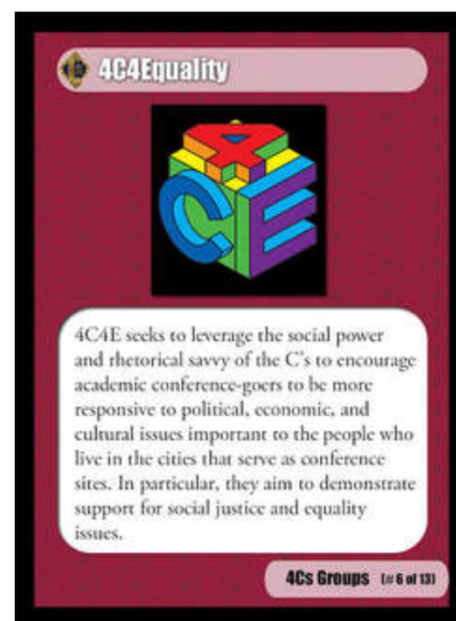 4C4Equality
4
C E
4C4E seeks to leverage the social power
and rhetorical savvy of the C's to encourage
academic conference-goers to be more
responsive to political, economic, and
cultural issues important to the people who
live in the cities that serve as conference
sites. In particular, they aim to demonstrate
support for social justice and equality
issues.
4Cs Groups (# 6 of 13)